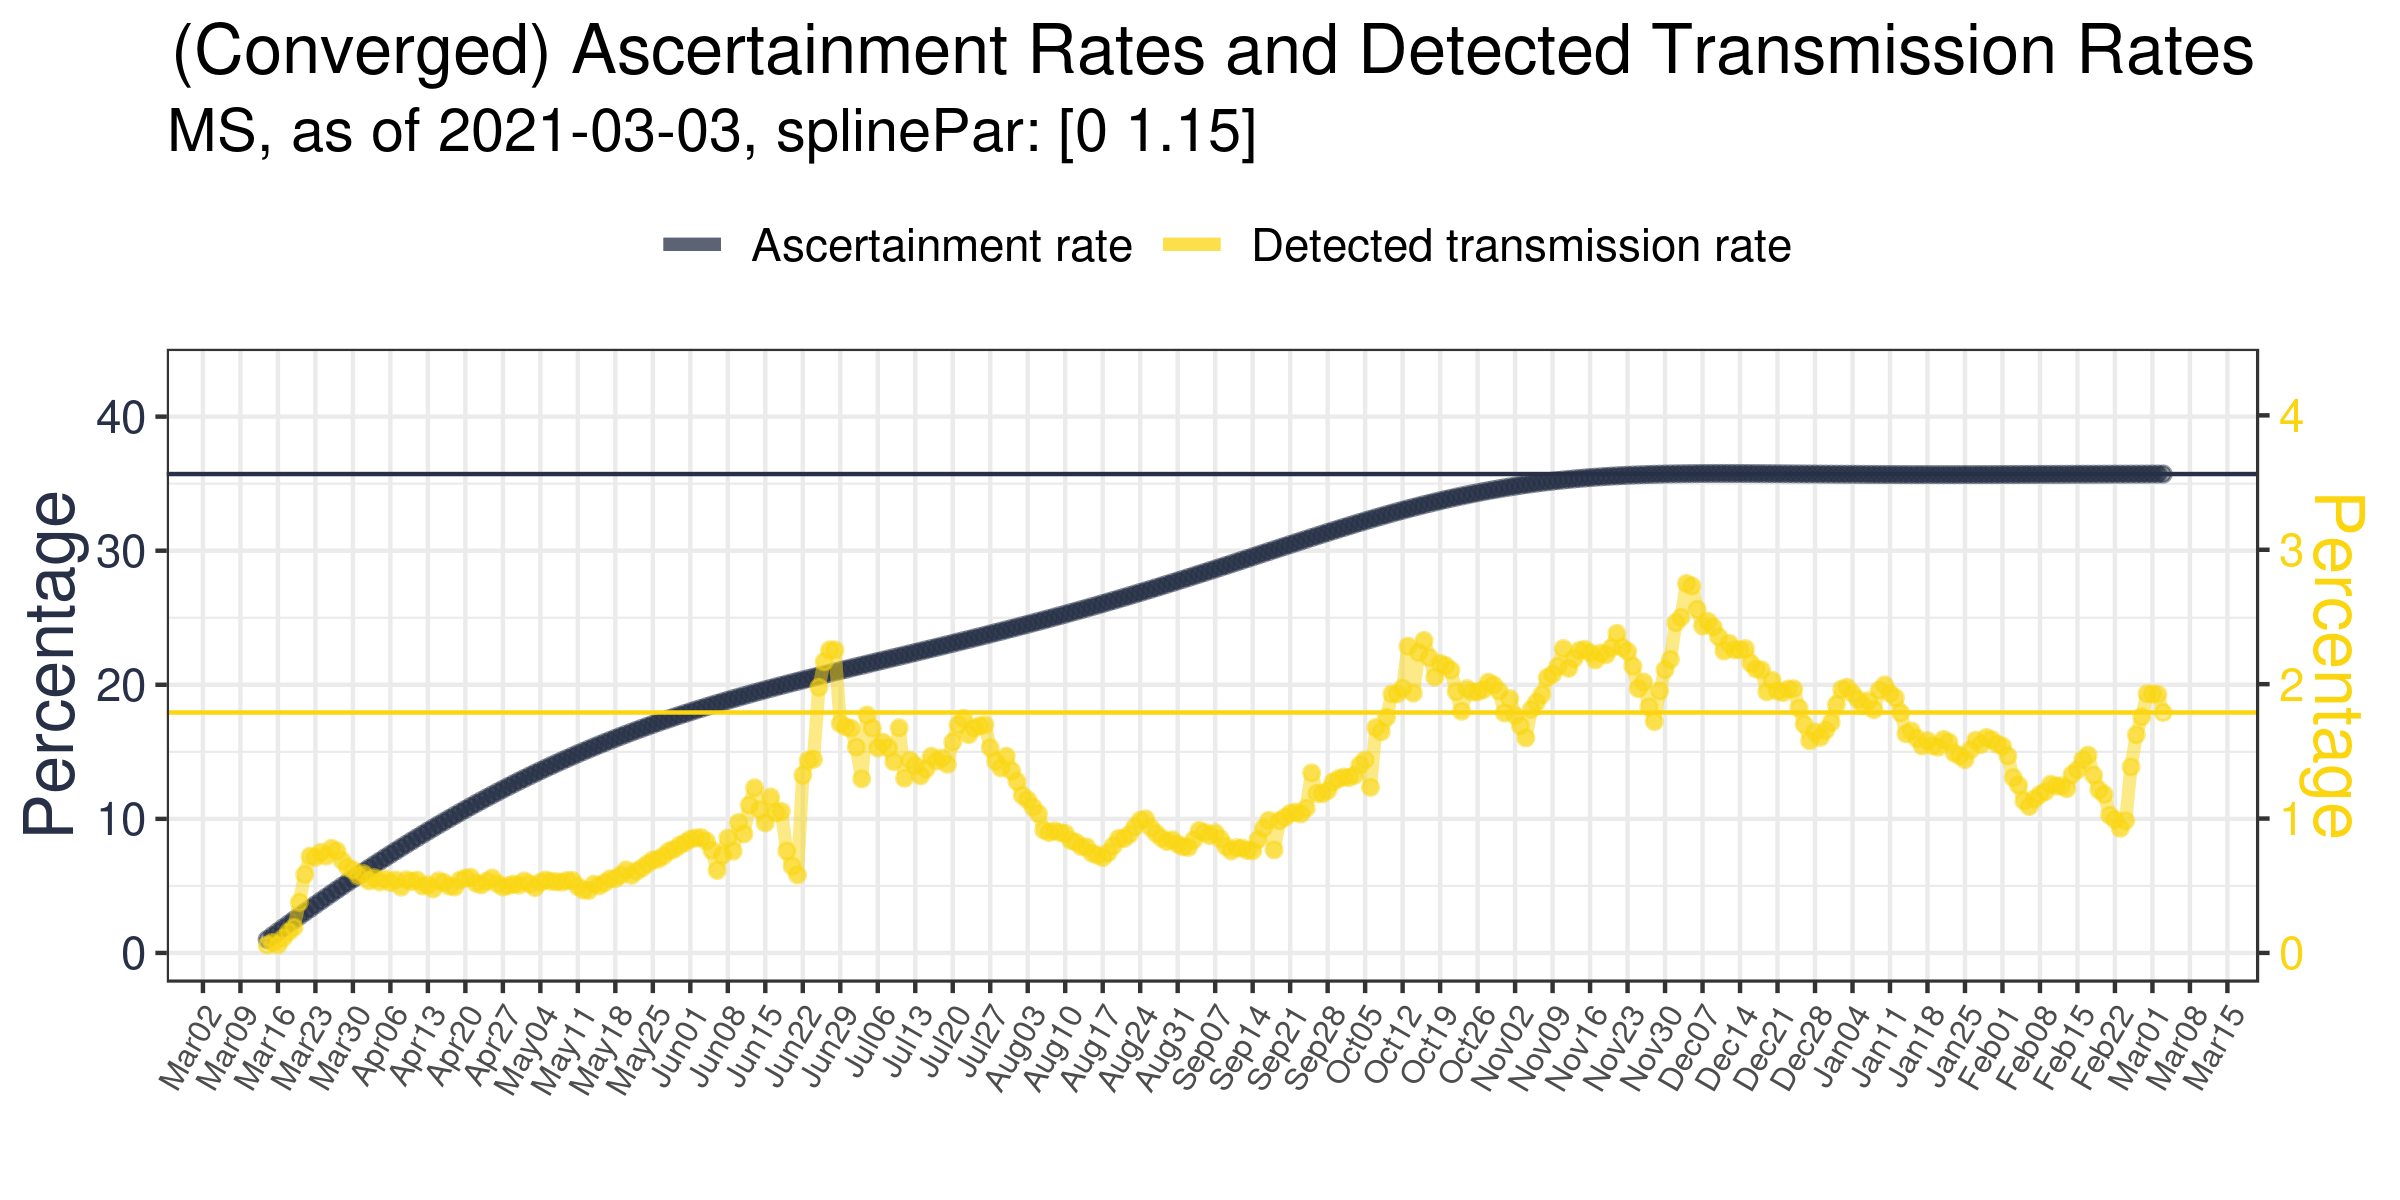 (Converged) Ascertainment Rates and Detected Transmission Rates
MS, as of 2021-03-03, splinePar: [0 1.15]
Ascertainment rate Detected transmission rate
Percentage
40
30
20
10
0
4
3
2
1
0
Percentage
Mar02 Mar09 Mar16 Mar23 Mar30 Apr06 Apr13 Apr20 Apr27 May04 May11 May18 May25 Jun01 Jun08 Jun15 Jun22 Jun29 Jul06 Jul13 Jul20 Jul27 Aug03 Aug10 Aug17 Aug24 Aug31 Sep07 Sep14 Sep21 Sep28 Oct05 Oct12 Oct19 Oct26 Nov02 Nov09 Nov16 Nov23 Nov30 Dec07 Dec14 Dec21 Dec28 Jan04 Jan11 Jan18 Jan25 Feb01 Feb08 Feb15 Feb22 Mar01 Mar08 Mar15